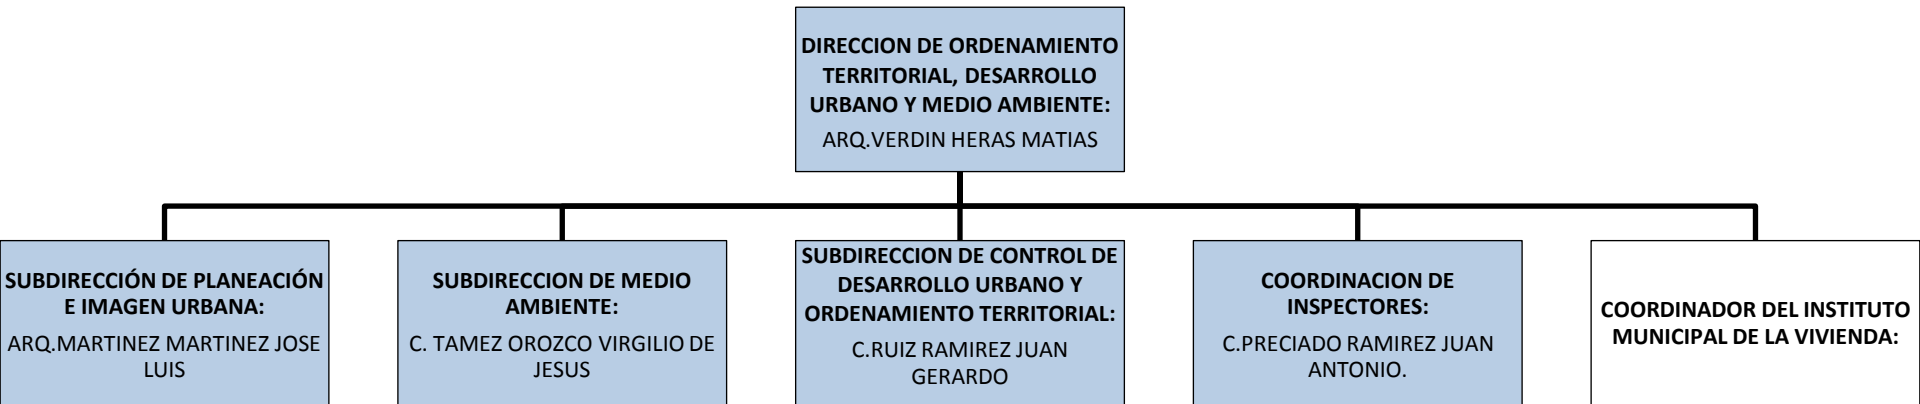 DIRECCION DE ORDENAMIENTO
TERRITORIAL, DESARROLLO
URBANO Y MEDIO AMBIENTE:
ARQ.VERDIN HERAS MATIAS
SUBDIRECCIÓN DE PLANEACIÓN
E IMAGEN URBANA:
ARQ.MARTINEZ MARTINEZ JOSE
LUIS
SUBDIRECCION DE MEDIO
AMBIENTE:
C. TAMEZ OROZCO VIRGILIO DE
JESUS
SUBDIRECCION DE CONTROL DE
DESARROLLO URBANO Y
ORDENAMIENTO TERRITORIAL:
C.RUIZ RAMIREZ JUAN
GERARDO
COORDINACION DE
INSPECTORES:
C.PRECIADO RAMIREZ JUAN
ANTONIO.
COORDINADOR DEL INSTITUTO
MUNICIPAL DE LA VIVIENDA: